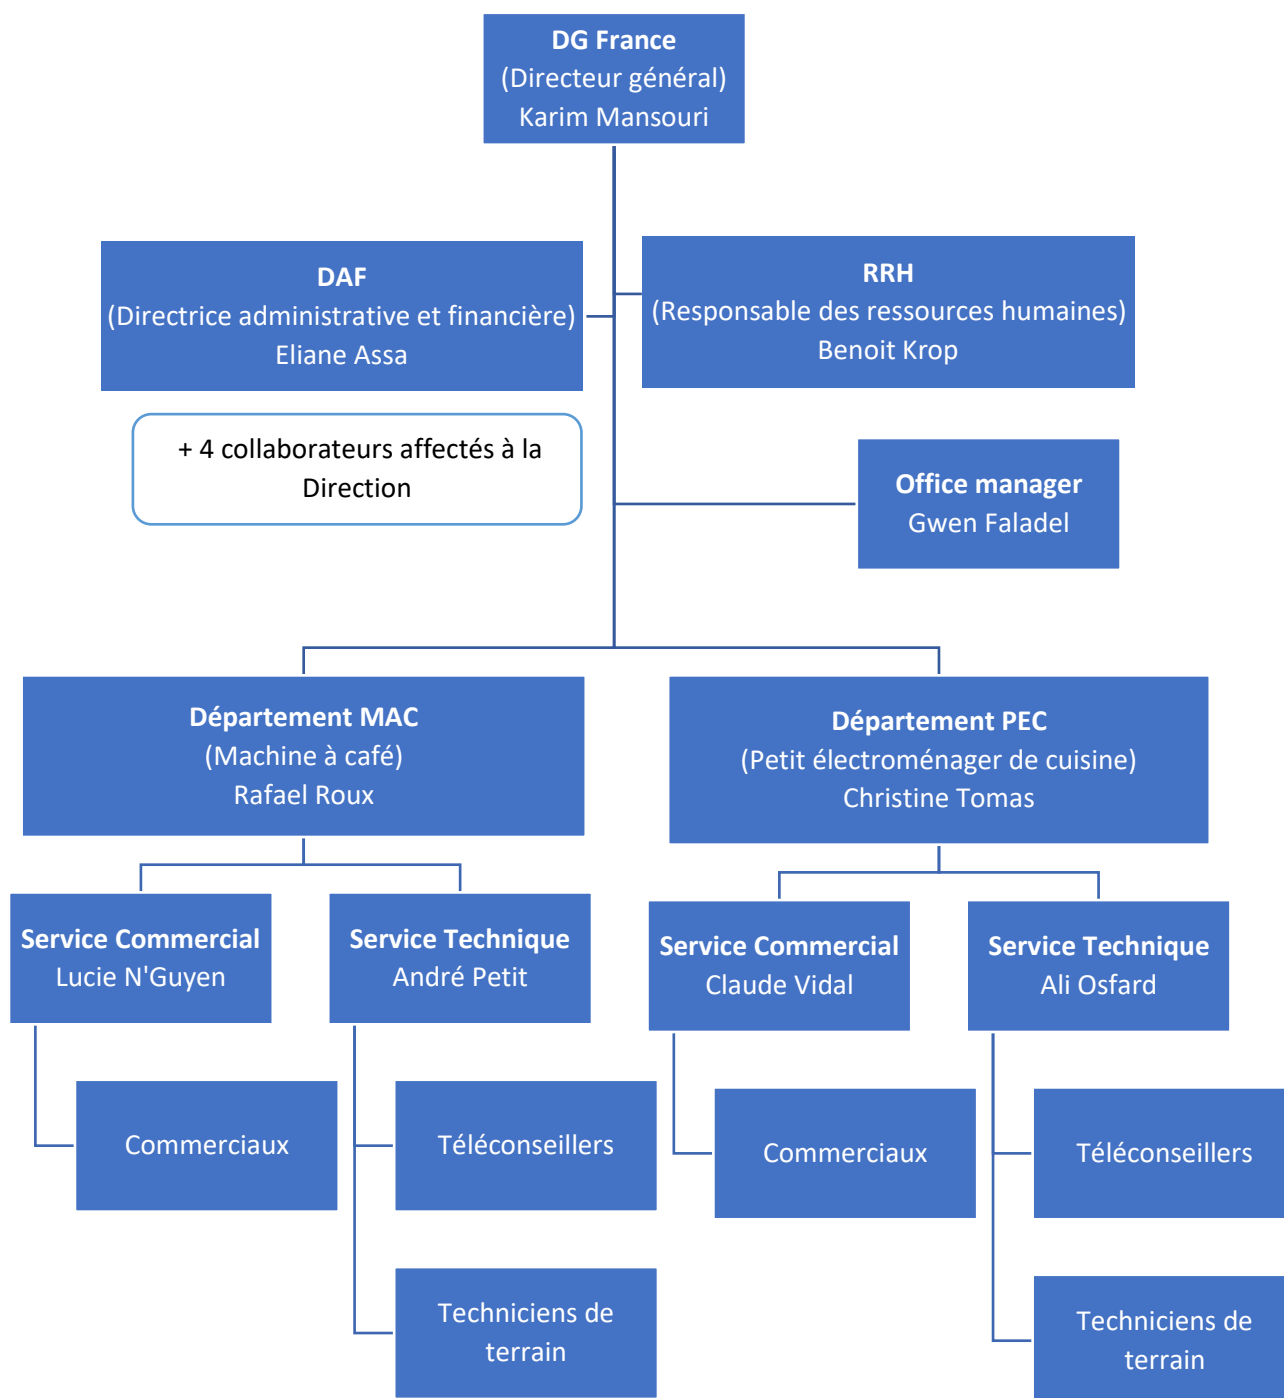 DG France
(Directeur général)
Karim Mansouri
DAF
(Directrice administrative et financière)
Eliane Assa
RRH
(Responsable des ressources humaines)
Benoit Krop
+ 4 collaborateurs affectés à la
Direction
Office manager
Gwen Faladel
Département MAC
(Machine à café)
Rafael Roux
Département PEC
(Petit électroménager de cuisine)
Christine Tomas
Service Commercial
Lucie N'Guyen
Service Technique
André Petit
Service Commercial
Claude Vidal
Service Technique
Ali Osfard
Commerciaux
Téléconseillers
Commerciaux
Téléconseillers
Techniciens de
terrain
Techniciens de
terrain